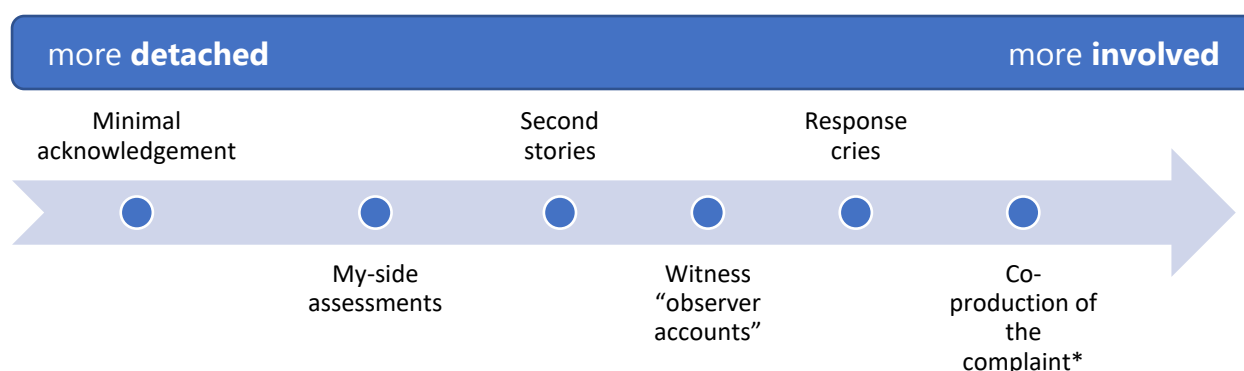 more detached
more involved
Minimal
acknowledgement
Second
stories
Response
cries
My-side
assessments
Witness
“observer
accounts”
Co-
production of
the
complaint*